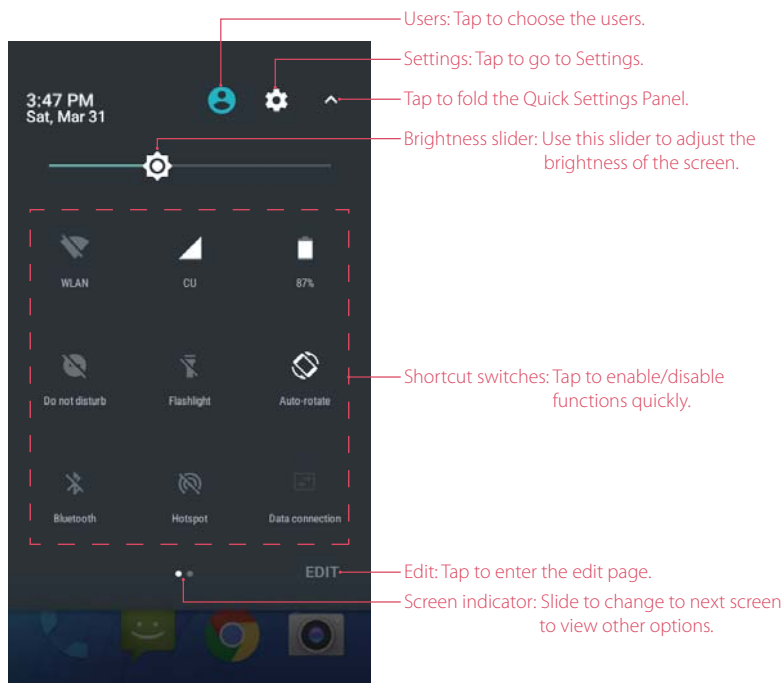 Users: Tap to choose the users.
Settings: Tap to go to Settings.
3:47 PM
Sat, Mar 31
Tap to fold the Quick Settings Panel.
Brightness slider: Use this slider to adjust the
brightness of the screen.
WLAN
CU
87%
Do not disturb
Flashlight
Auto-rotate
Shortcut switches: Tap to enable/disable
functions quickly.
Bluetooth
Hotspot
Data connection
EDIT
Edit: Tap to enter the edit page.
Screen indicator: Slide to change to next screen
to view other options.